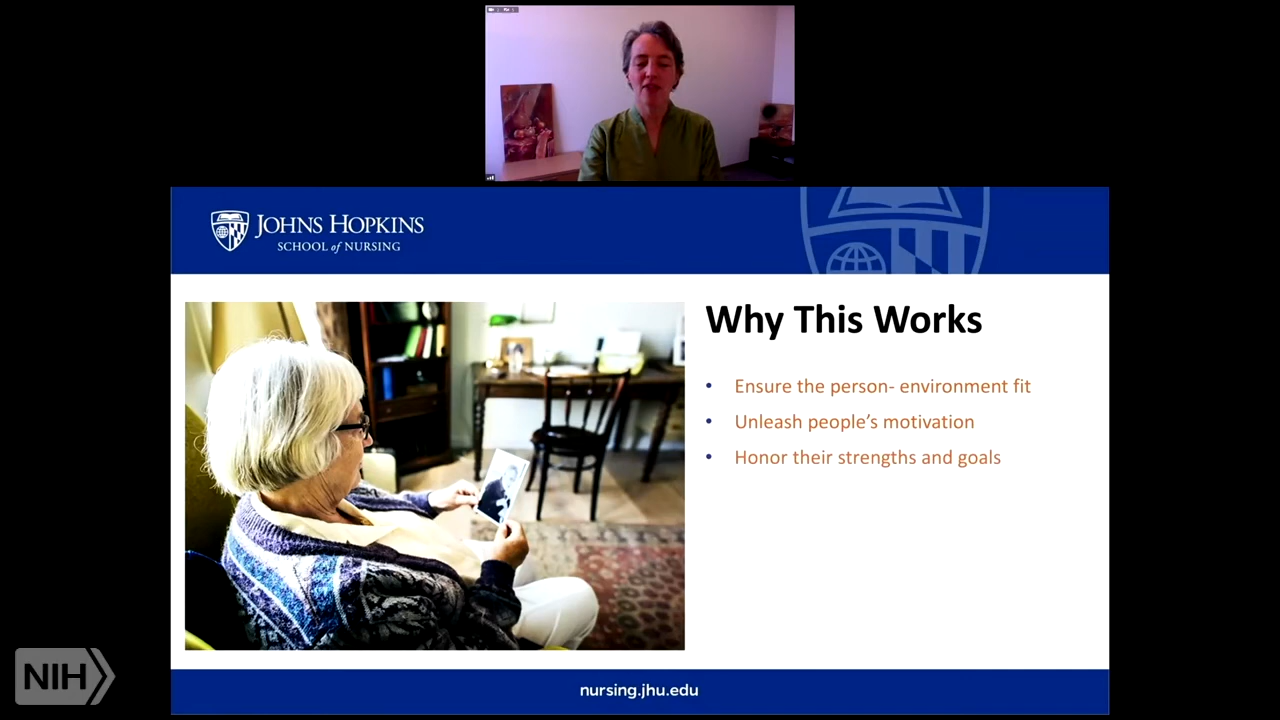 JOHNS HOPKINS
SCHOOL of NURSING
Why This Works
• Ensure the person- environment fit
• Unleash people's motivation
• Honor their strengths and goals
NIH
nursing.jhu.edu